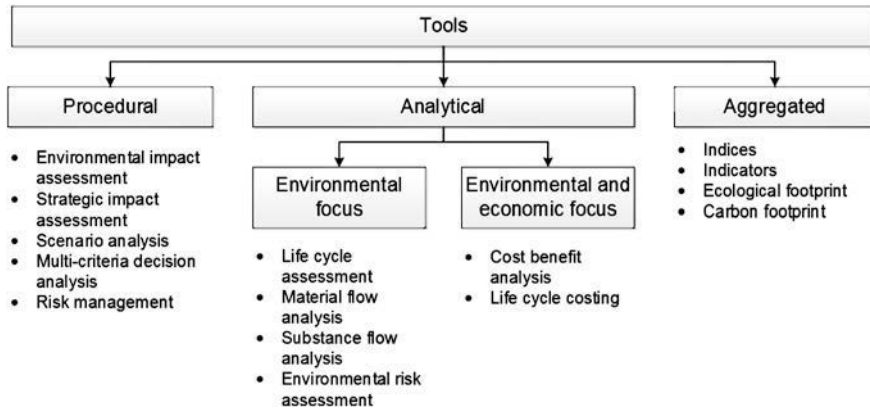 Tools
Procedural
• Environmental impact
assessment
• Strategic impact
assessment
• Scenario analysis
• Multi-criteria decision
analysis
• Risk management
Analytical
Environmental
focus
• Life cycle
assessment
• Material flow
analysis
• Substance flow
analysis
• Environmental risk
assessment
Environmental and
economic focus
• Cost benefit
analysis
• Life cycle costing
Aggregated
• Indices
• Indicators
• Ecological footprint
• Carbon footprint